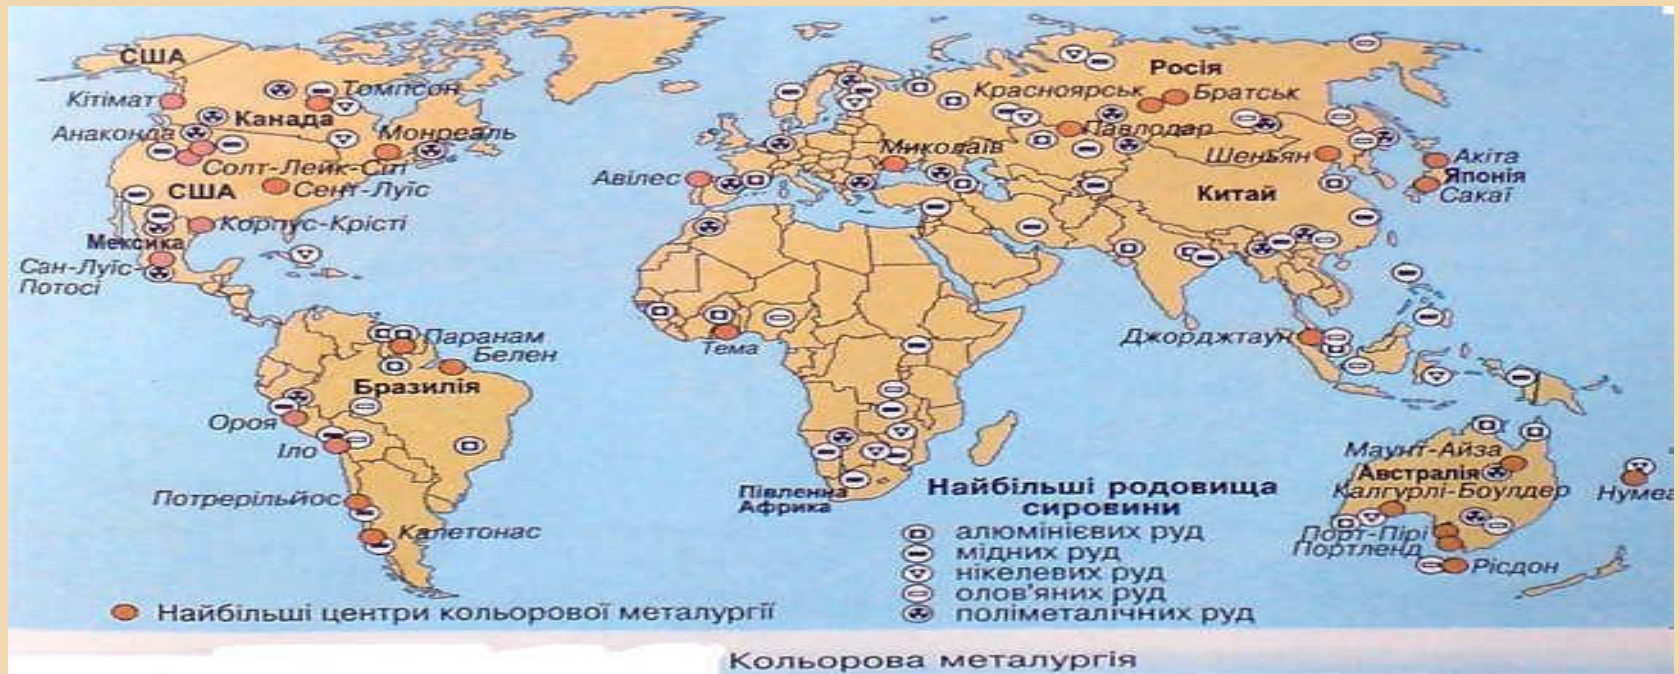 США
Кітімат
Томпсон
Канада
Анаконда
Монреаль
Солт-Лейк-Сіті
США
Сент-Луїс
Корпус-Крісті
Мексика
Сан-Луїс-
Потосі
Паранам
Белен
Бразилія
Ороя
Іло
Потрерільйос
Калетонас
Росія
Красноярськ
Братськ
Павлодар
Миколаїв
Авілес
Шеньян
Акіта
Японія
Сакаї
Китай
Тема
Джорджтаун
Південна
Африка
Маунт-Айза
Австралія
Калгурлі-Боулдер
Нумеа
Порт-Пірі
Портленд
Рісдон
Найбільші родовища
сировини
алюмінієвих руд
мідних руд
нікелевих руд
олов'яних руд
поліметалічних руд
Найбільші центри кольорової металургії
Кольорова металургія